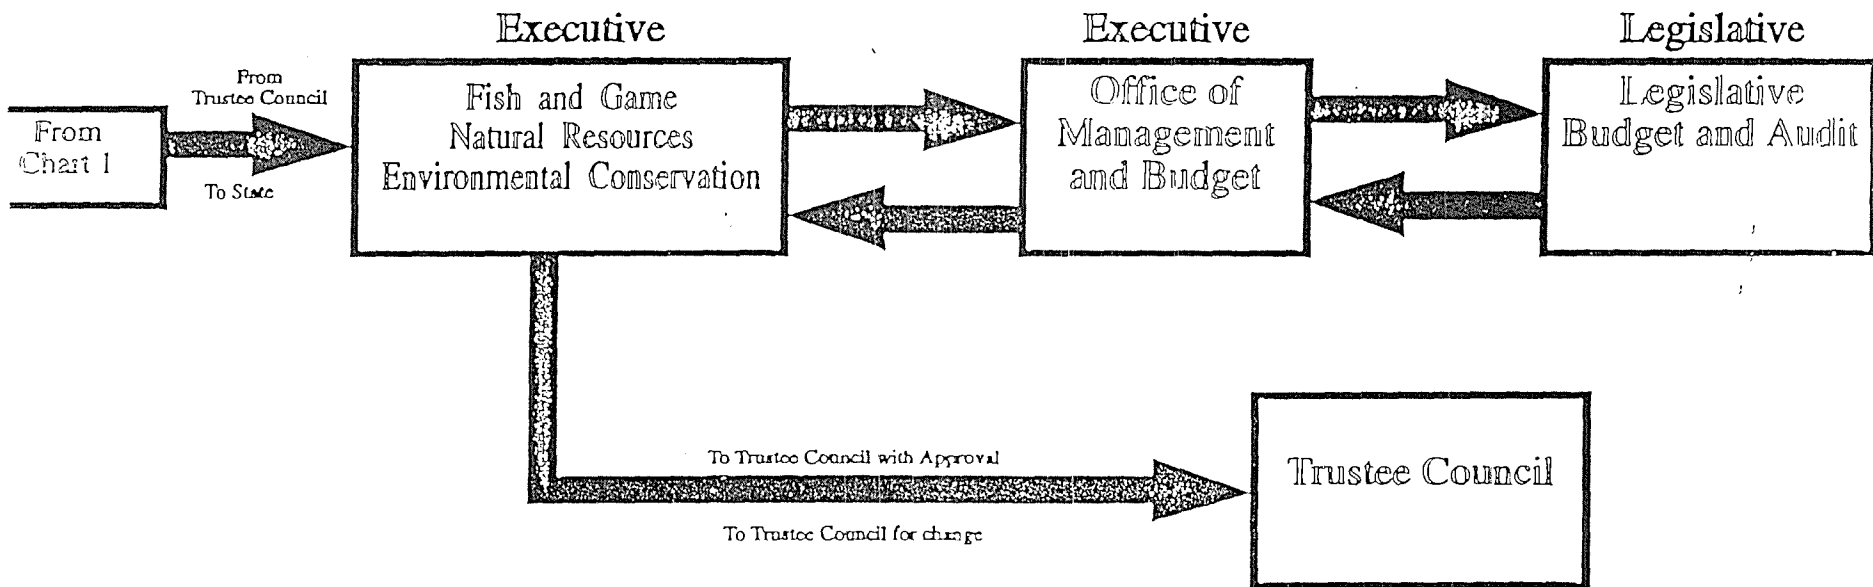 Executive
Executive
Legislative
From
Trustee Council
To State
From
Chart 1
Fish and Game
Natural Resources
Environmental Conservation
Office of
Management
and Budget
Legislative
Budget and Audit
To Trustee Council with Approval
To Trustee Council for change
Trustee Council